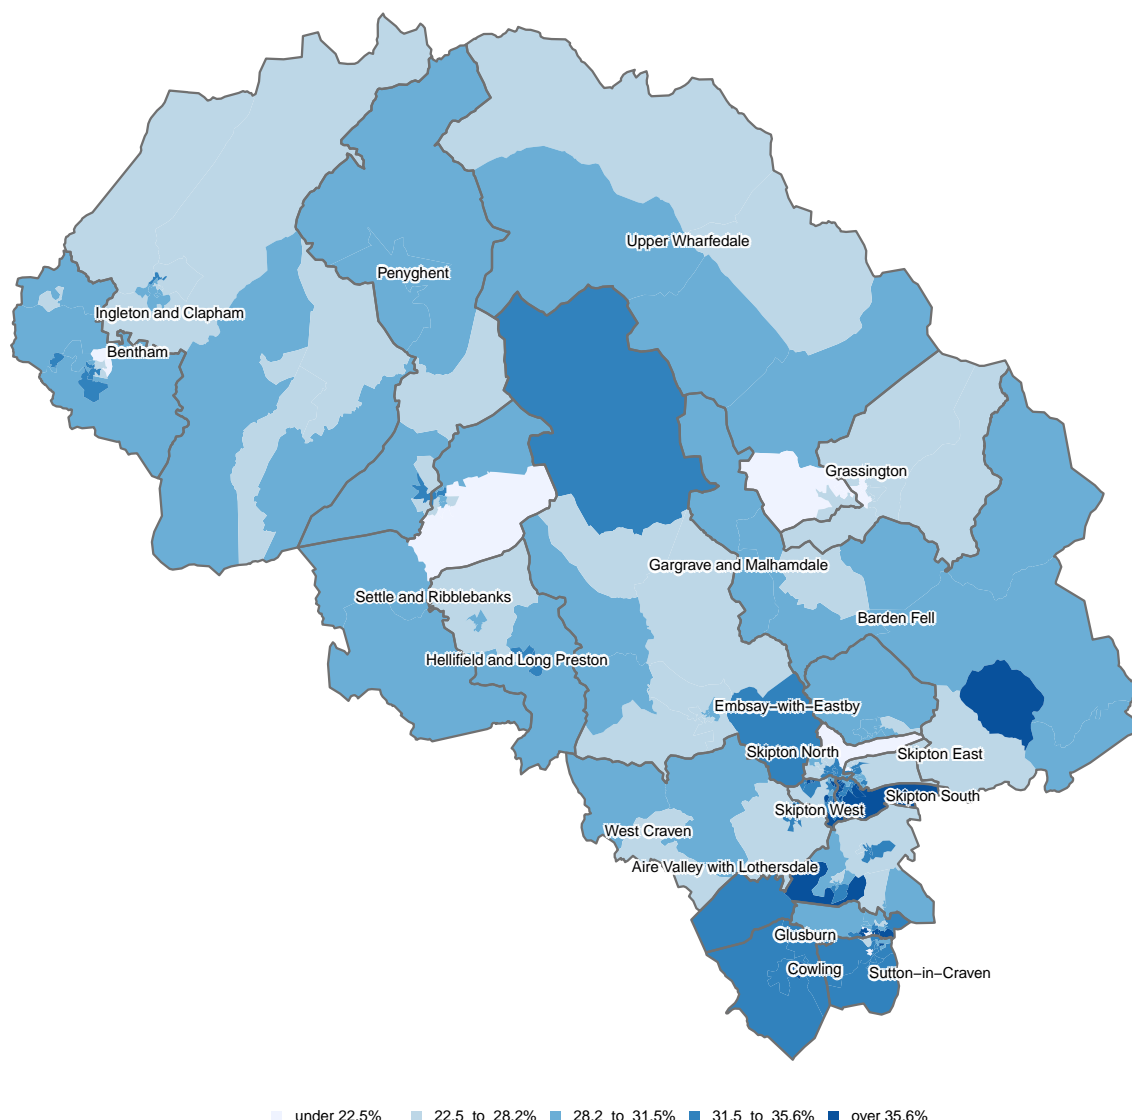 Upper Wharfedale
Penyghent
Ingleton and Clapham
Bentham
Grassington
Gargrave and Malhamdale
Settle and Ribblebanks
Barden Fell
Hellifield and Long Preston
Embsay−with−Eastby
Skipton North
Skipton East
Skipton South
Skipton West
West Craven
Aire Valley with Lothersdale
Glusburn
Cowling
Sutton−in−Craven
under 22.5% 22.5 to 28.2% 28.2 to 31.5% 31.5 to 35.6% over 35.6%